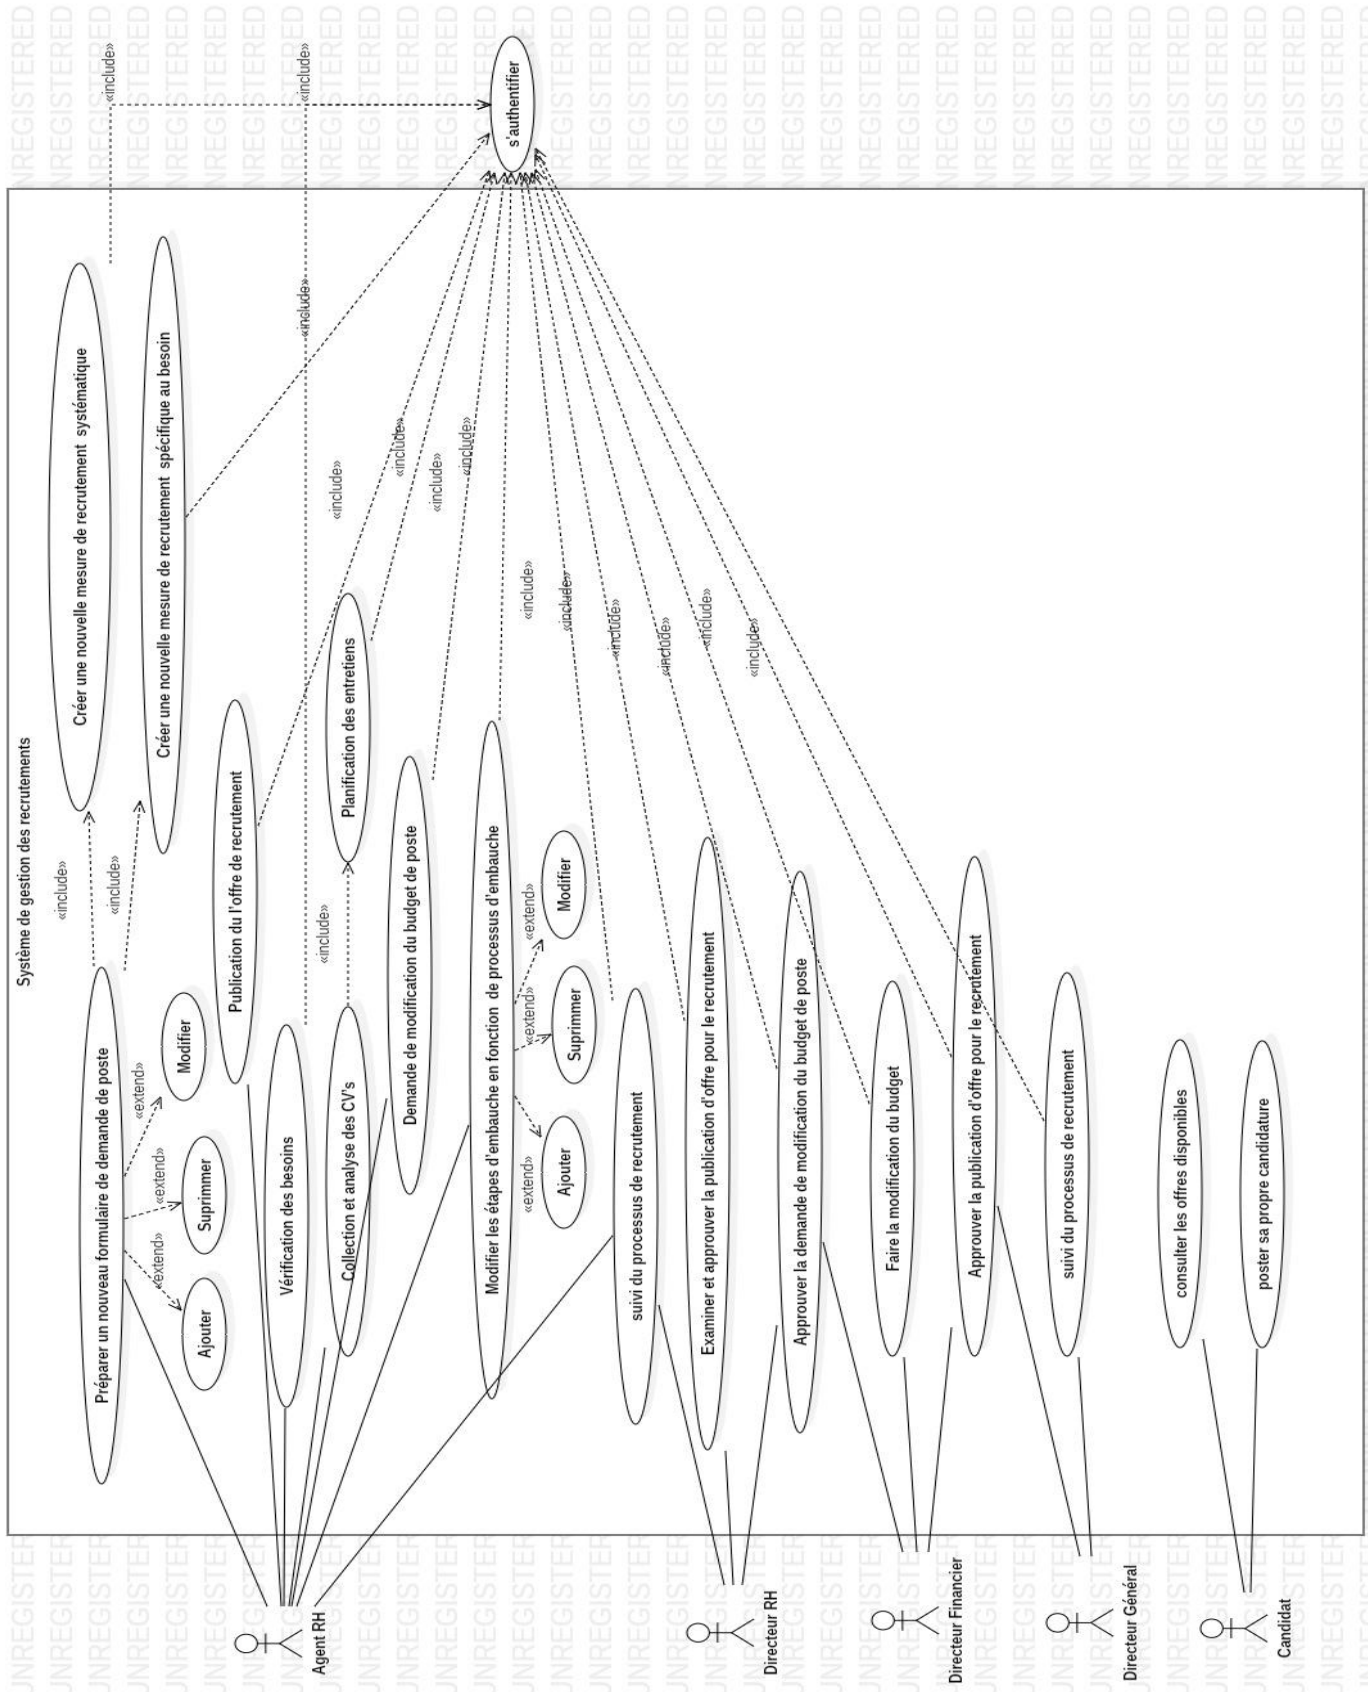 Système de gestion des recrutements
Créer une nouvelle mesure de recrutement systématique
Créer une nouvelle mesure de recrutement spécifique au besoin
«include»
«include»
«include»
«include»
«include»
s'authentifier
Préparer un nouveau formulaire de demande de poste
«extend»
«extend»
«extend»
Modifier
Suprimmer
Ajouter
Publication du l'offre de recrutement
«include»
Vérification des besoins
Collection et analyse des CV's
«include»
Planification des entretiens
«include»
«include»
«include»
Demande de modification du budget de poste
Modifier les étapes d'embauche en fonction de processus d'embauche
«extend»
«extend»
«extend»
Modifier
Suprimmer
Ajouter
«include»
«include»
«include»
«include»
«include»
«include»
suivi du processus de recrutement
Examiner et approuver la publication d'offre pour le recrutement
Approuver la demande de modification du budget de poste
Faire la modification du budget
Approuver la publication d'offre pour le recrutement
suivi du processus de recrutement
consulter les offres disponibles
poster sa propre candidature
Agent RH
Directeur RH
Directeur Financier
Directeur Général
Candidat
UNREGISTERED